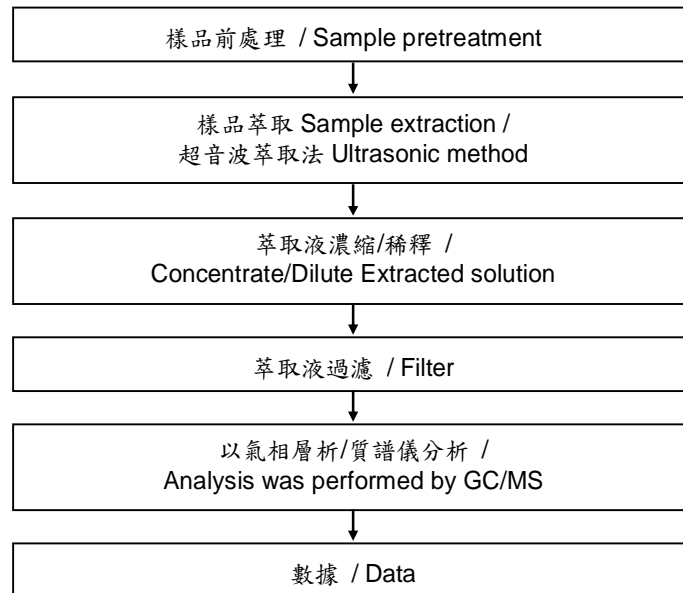 樣品前處理 / Sample pretreatment
樣品萃取 Sample extraction /
超音波萃取法 Ultrasonic method
萃取液濃縮/稀釋 /
Concentrate/Dilute Extracted solution
萃取液過濾 / Filter
以氣相層析/質譜儀分析 /
Analysis was performed by GC/MS
數據 / Data